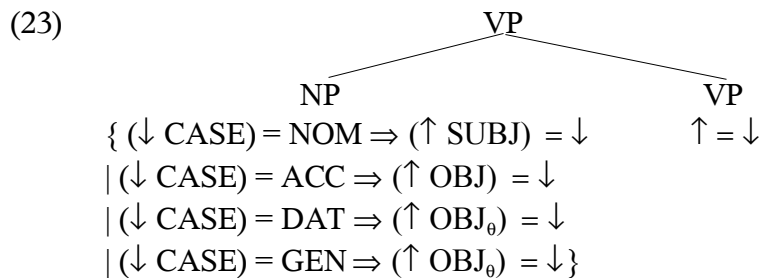 (23) VP
NP VP
{ (↓ CASE) = NOM ⇒ (↑ SUBJ) = ↓ ↑ = ↓
| (↓ CASE) = ACC ⇒ (↑ OBJ) = ↓
| (↓ CASE) = DAT ⇒ (↑ OBJθ) = ↓
| (↓ CASE) = GEN ⇒ (↑ OBJθ) = ↓}